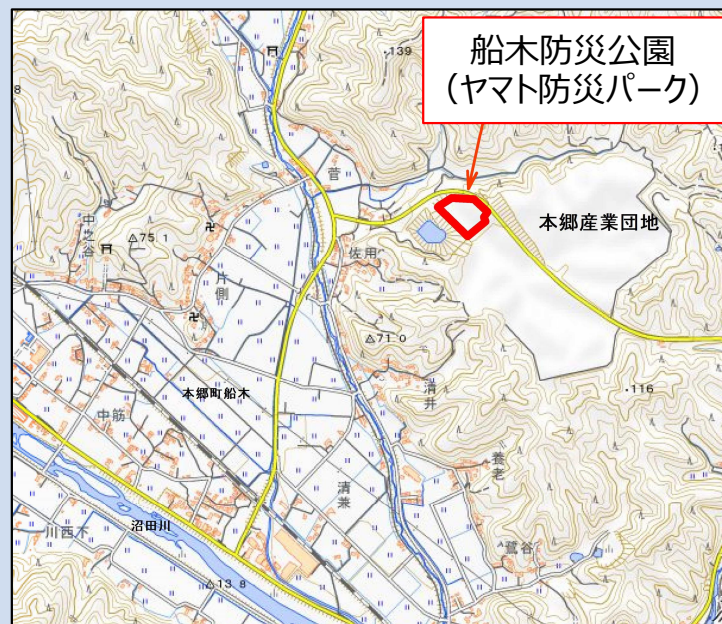 船木防災公園
(ヤマト防災パーク)
139
8
菅
本郷産業団地
中之谷
75.1
佐用
片側
71.0
本郷町船木
清井
116
中筋
養老
清兼
沼田川
川西下
鷺谷
13.8